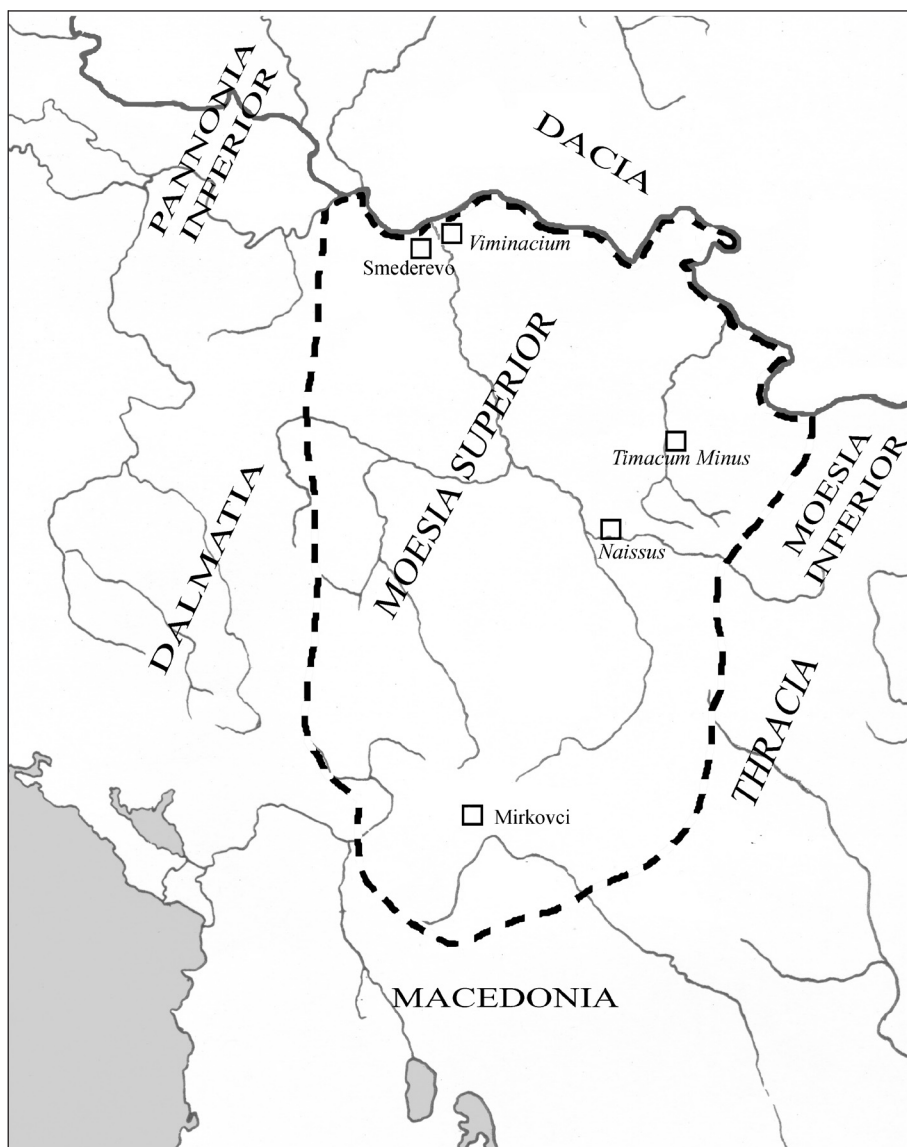 PANNONIA
INFERIOR
DACIA
Viminacium
Smederevo
MOESIA SUPERIOR
Timacum Minus
MOESIA
INFERIOR
DALMATIA
Naissus
THRACIA
Mirkovci
MACEDONIA